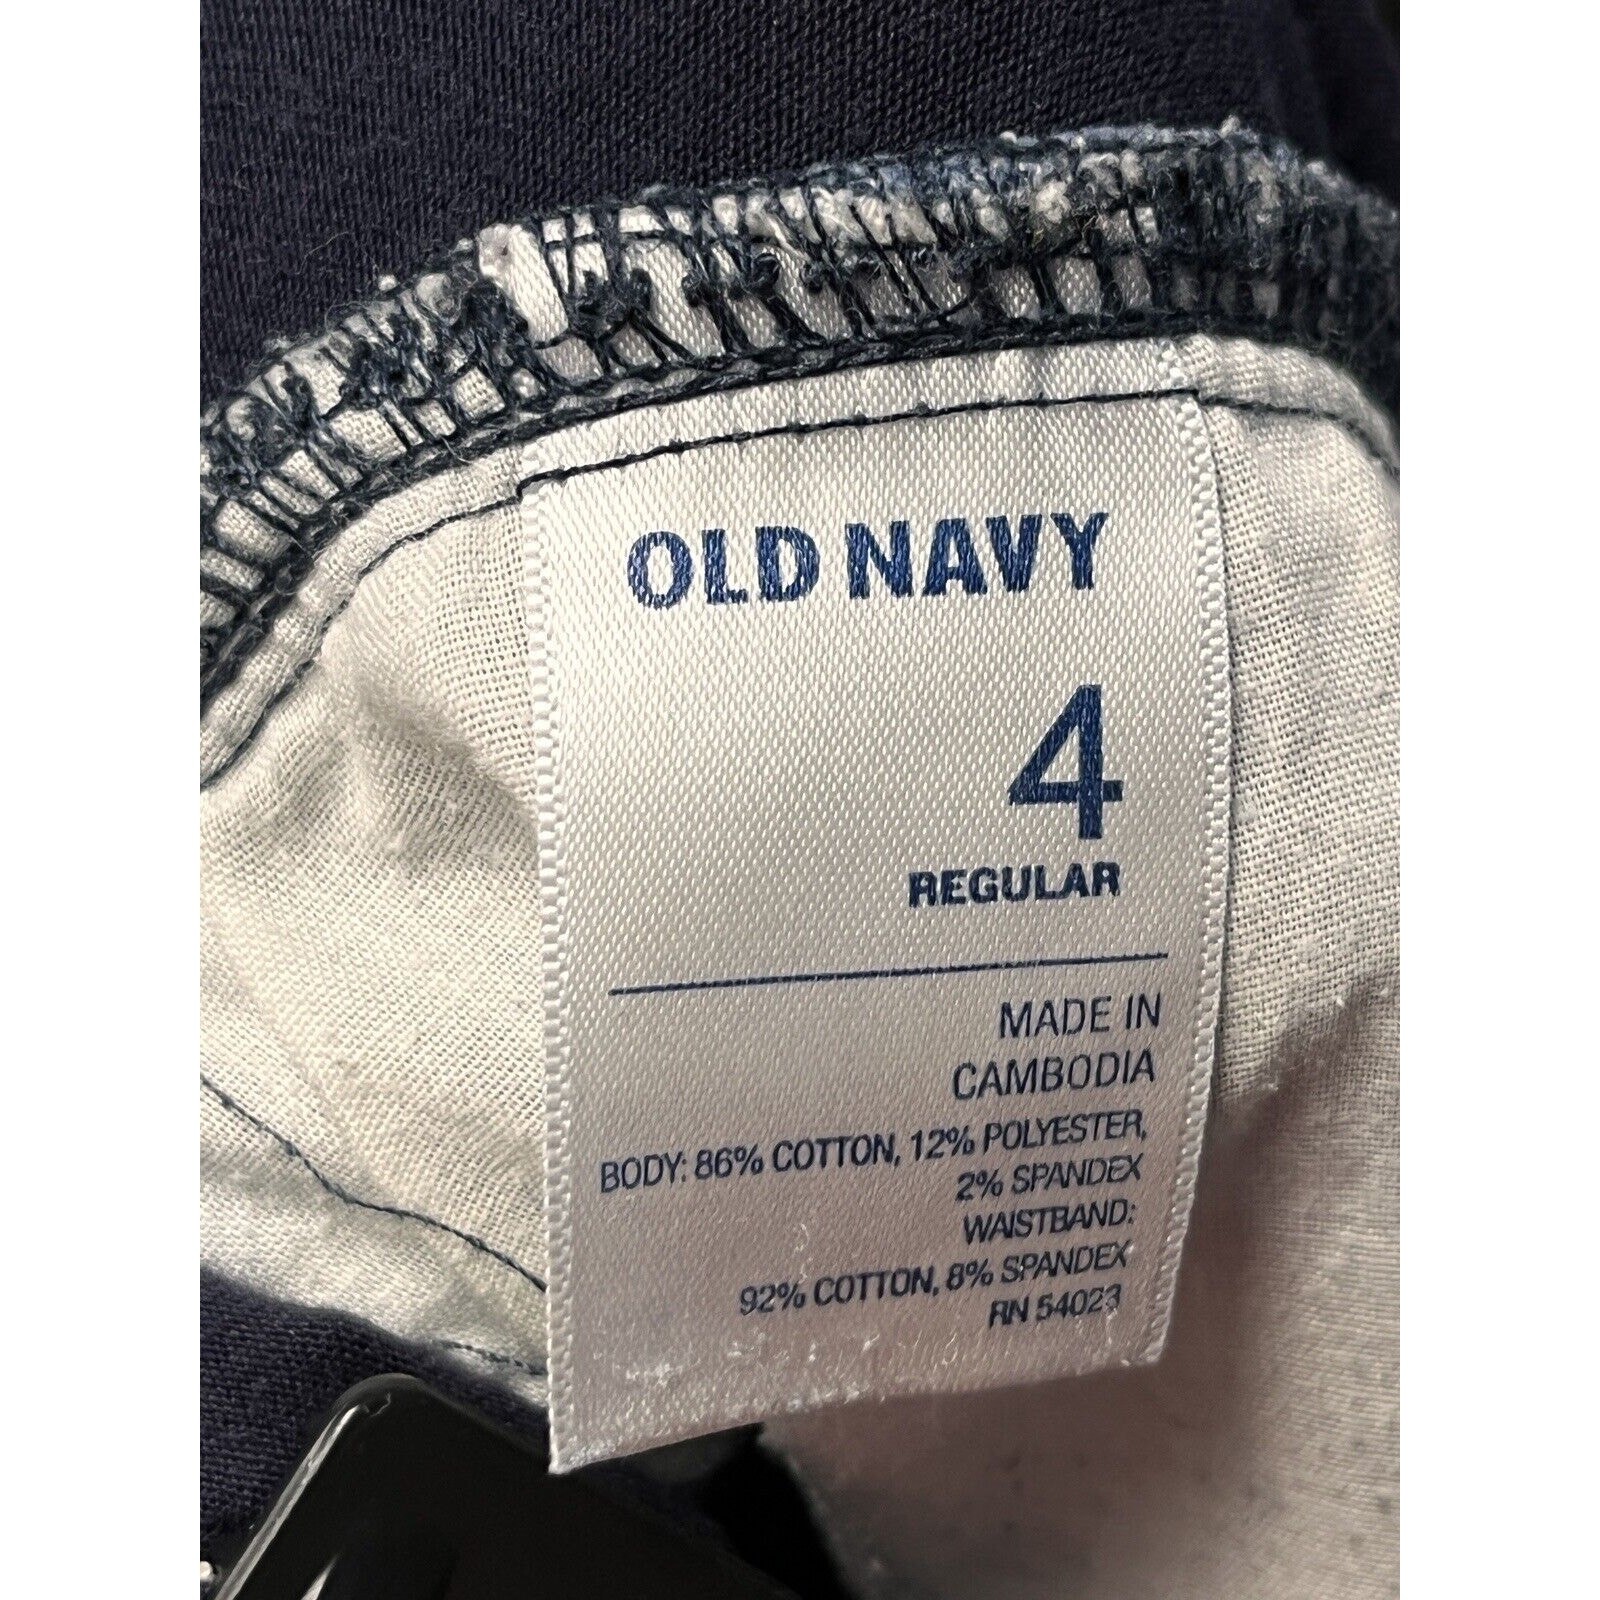 OLD NAVY
4
REGULAR
MADE IN
CAMBODIA
BODY: 86% COTTON, 12% POLYESTER,
2% SPANDEX
WAISTBAND:
92% COTTON, 8% SPANDEX
RN 54023